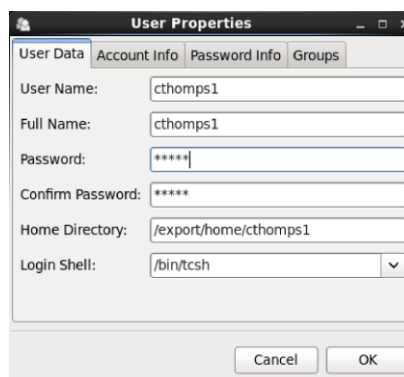 User Properties
User Data Account Info Password Info Groups
User Name: cthomps1
Full Name: cthomps1
Password: *****
Confirm Password: *****
Home Directory: /export/home/cthomps1
Login Shell: /bin/tcsh
Cancel OK